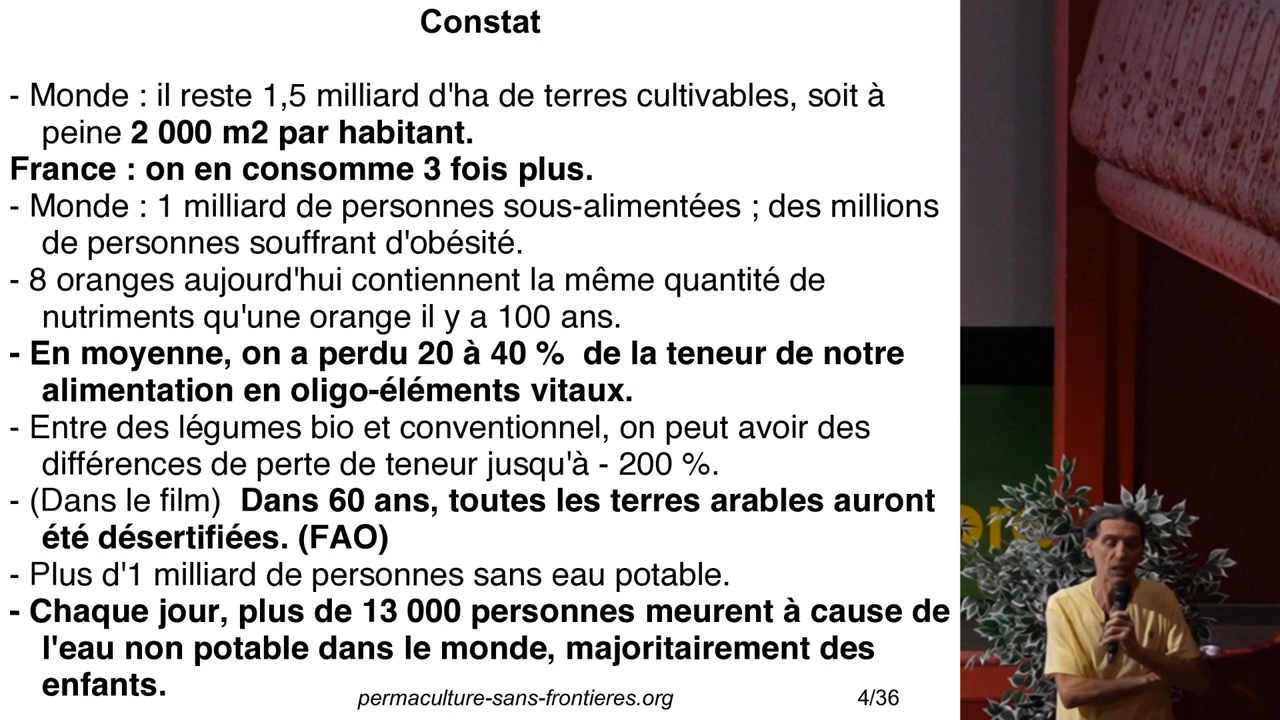 Constat
- Monde : il reste 1,5 milliard d'ha de terres cultivables, soit à
peine 2 000 m2 par habitant.
France : on en consomme 3 fois plus.
- Monde : 1 milliard de personnes sous-alimentées ; des millions
de personnes souffrant d'obésité.
- 8 oranges aujourd'hui contiennent la même quantité de
nutriments qu'une orange il y a 100 ans.
- En moyenne, on a perdu 20 à 40 %  de la teneur de notre
alimentation en oligo-éléments vitaux.
- Entre des légumes bio et conventionnel, on peut avoir des
différences de perte de teneur jusqu'à - 200 %.
- (Dans le film)  Dans 60 ans, toutes les terres arables auront
été désertifiées. (FAO)
- Plus d'1 milliard de personnes sans eau potable.
- Chaque jour, plus de 13 000 personnes meurent à cause de
l'eau non potable dans le monde, majoritairement des
enfants.
permaculture-sans-frontieres.org
4/36